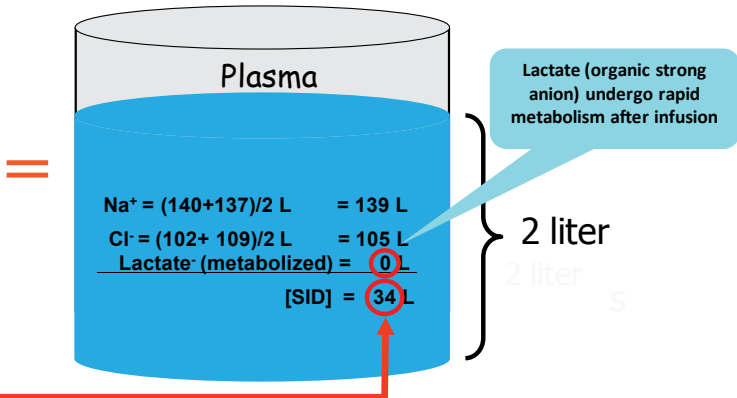 Plasma
Lactate (organic strong
anion) undergo rapid
metabolism after infusion
=
Na⁺ = (140+137)/2 L = 139 L
Cl⁻ = (102+ 109)/2 L = 105 L
Lactate⁻ (metabolized) = 0 L
[SID] = 34 L
2 liter
2 liter
s